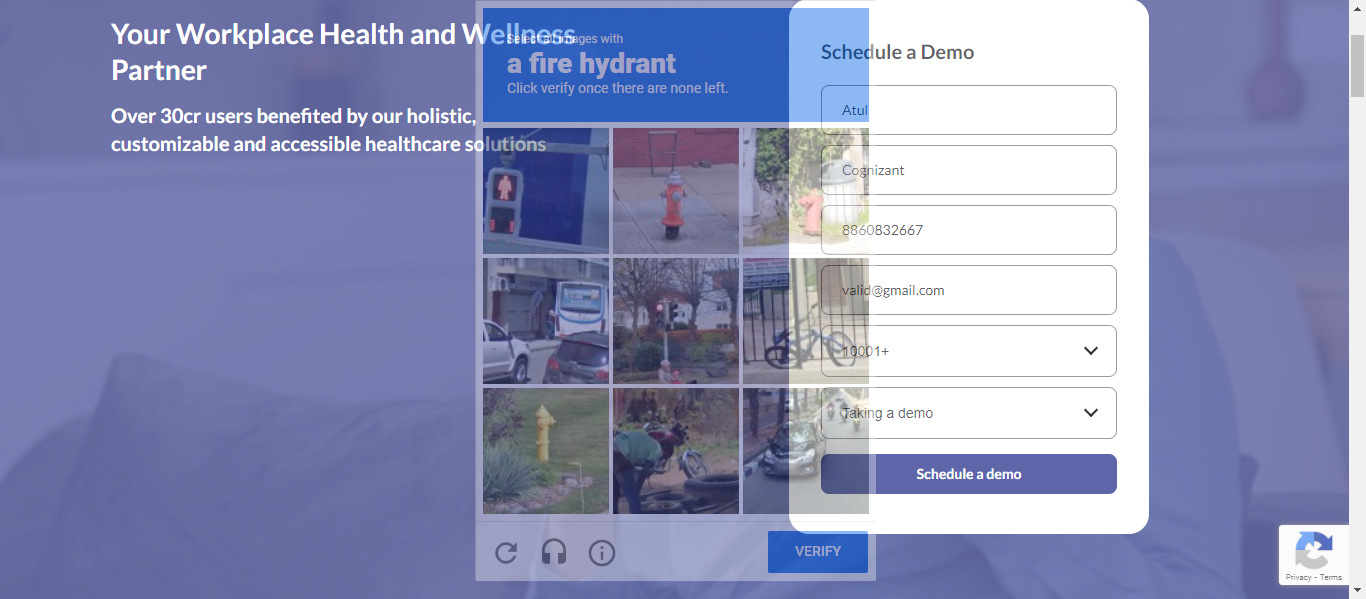 Your Workplace Health and Wellness
Partner
Over 30cr users benefited by our holistic,
customizable and accessible healthcare solutions
Select all images with
a fire hydrant
Click verify once there are none left.
VERIFY
Schedule a Demo
Atul
Cognizant
8860832667
valid@gmail.com
10001+
Taking a demo
Schedule a demo
Privacy - Terms